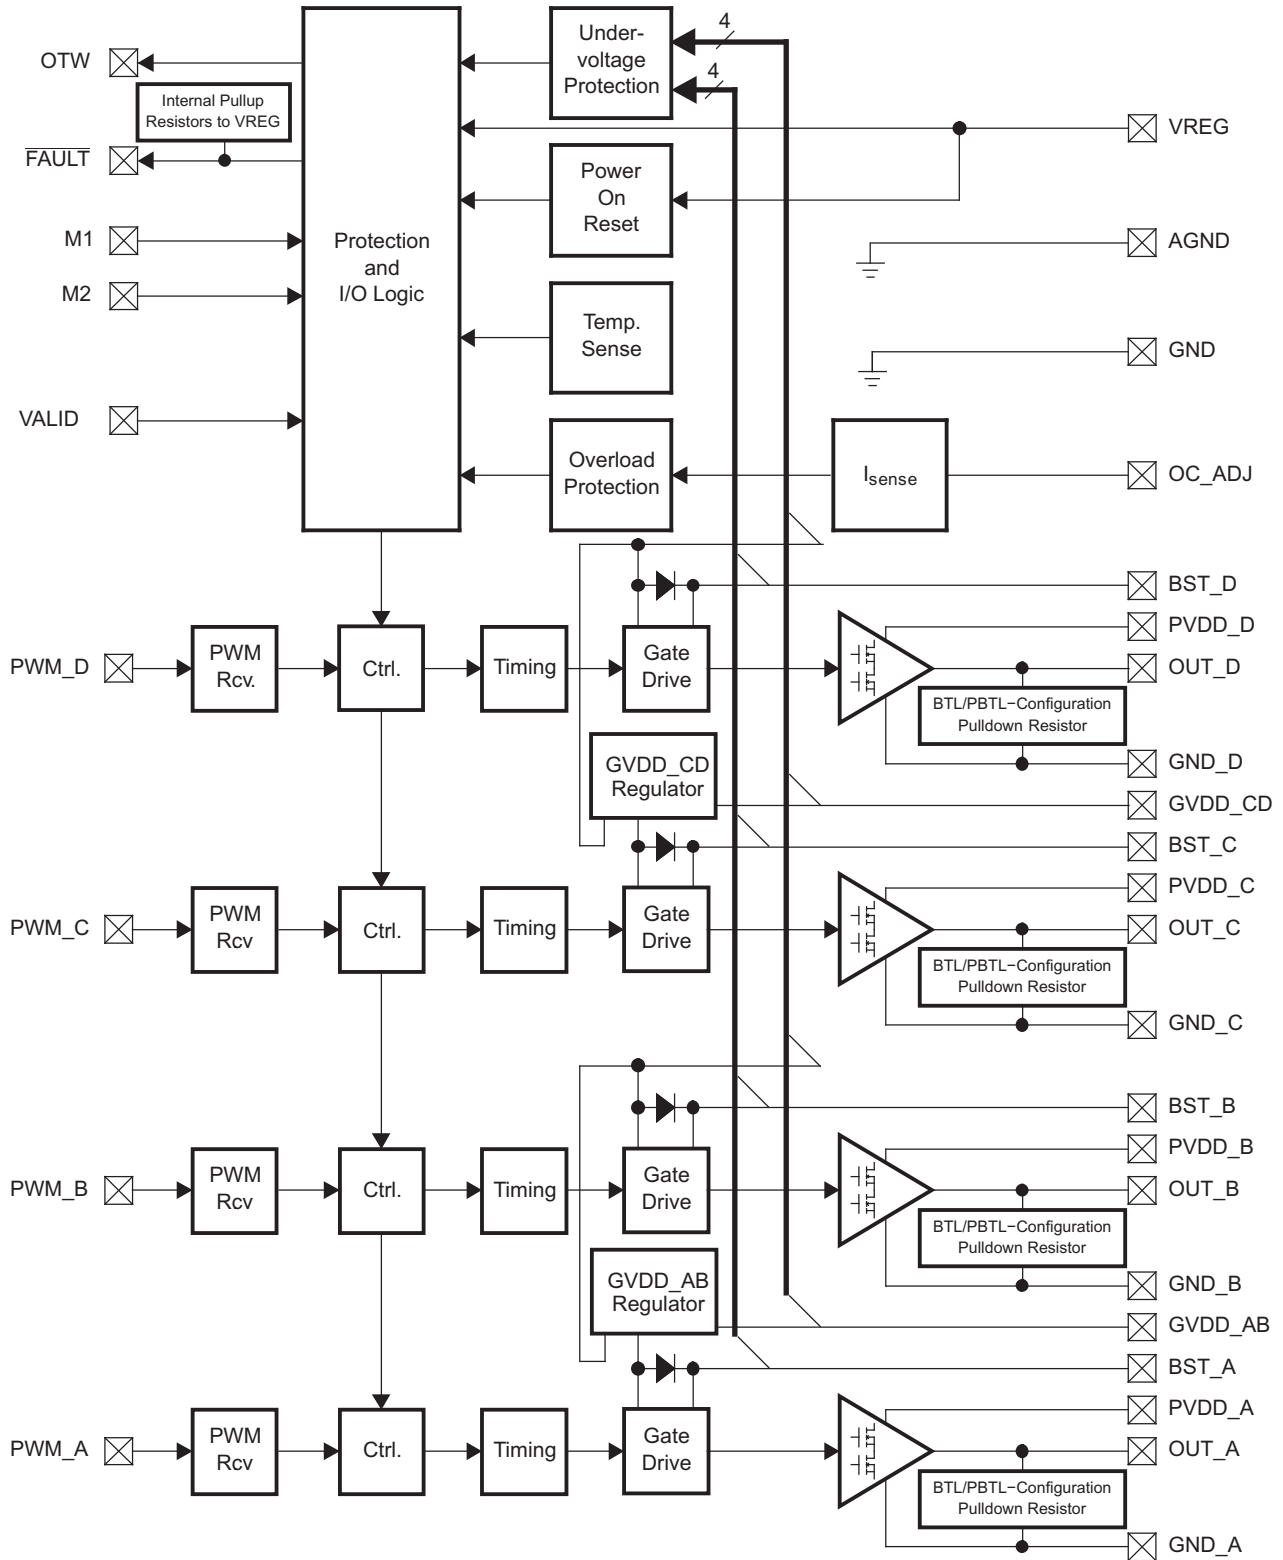 4
Under-
voltage
Protection
4
OTW
Internal Pullup
Resistors to VREG
VREG
FAULT
Power
On
Reset
M1
Protection
and
I/O Logic
AGND
M2
Temp.
Sense
GND
VALID
Overload
Protection
Isense
OC_ADJ
BST_D
PVDD_D
PWM_D
PWM
Rcv.
Ctrl.
Timing
Gate
Drive
OUT_D
BTL/PBTL−Configuration
Pulldown Resistor
GND_D
GVDD_CD
Regulator
GVDD_CD
BST_C
PVDD_C
PWM_C
PWM
Rcv
Ctrl.
Timing
Gate
Drive
OUT_C
BTL/PBTL−Configuration
Pulldown Resistor
GND_C
BST_B
PVDD_B
PWM_B
PWM
Rcv
Ctrl.
Timing
Gate
Drive
OUT_B
BTL/PBTL−Configuration
Pulldown Resistor
GND_B
GVDD_AB
Regulator
GVDD_AB
BST_A
PVDD_A
PWM_A
PWM
Rcv
Ctrl.
Timing
Gate
Drive
OUT_A
BTL/PBTL−Configuration
Pulldown Resistor
GND_A